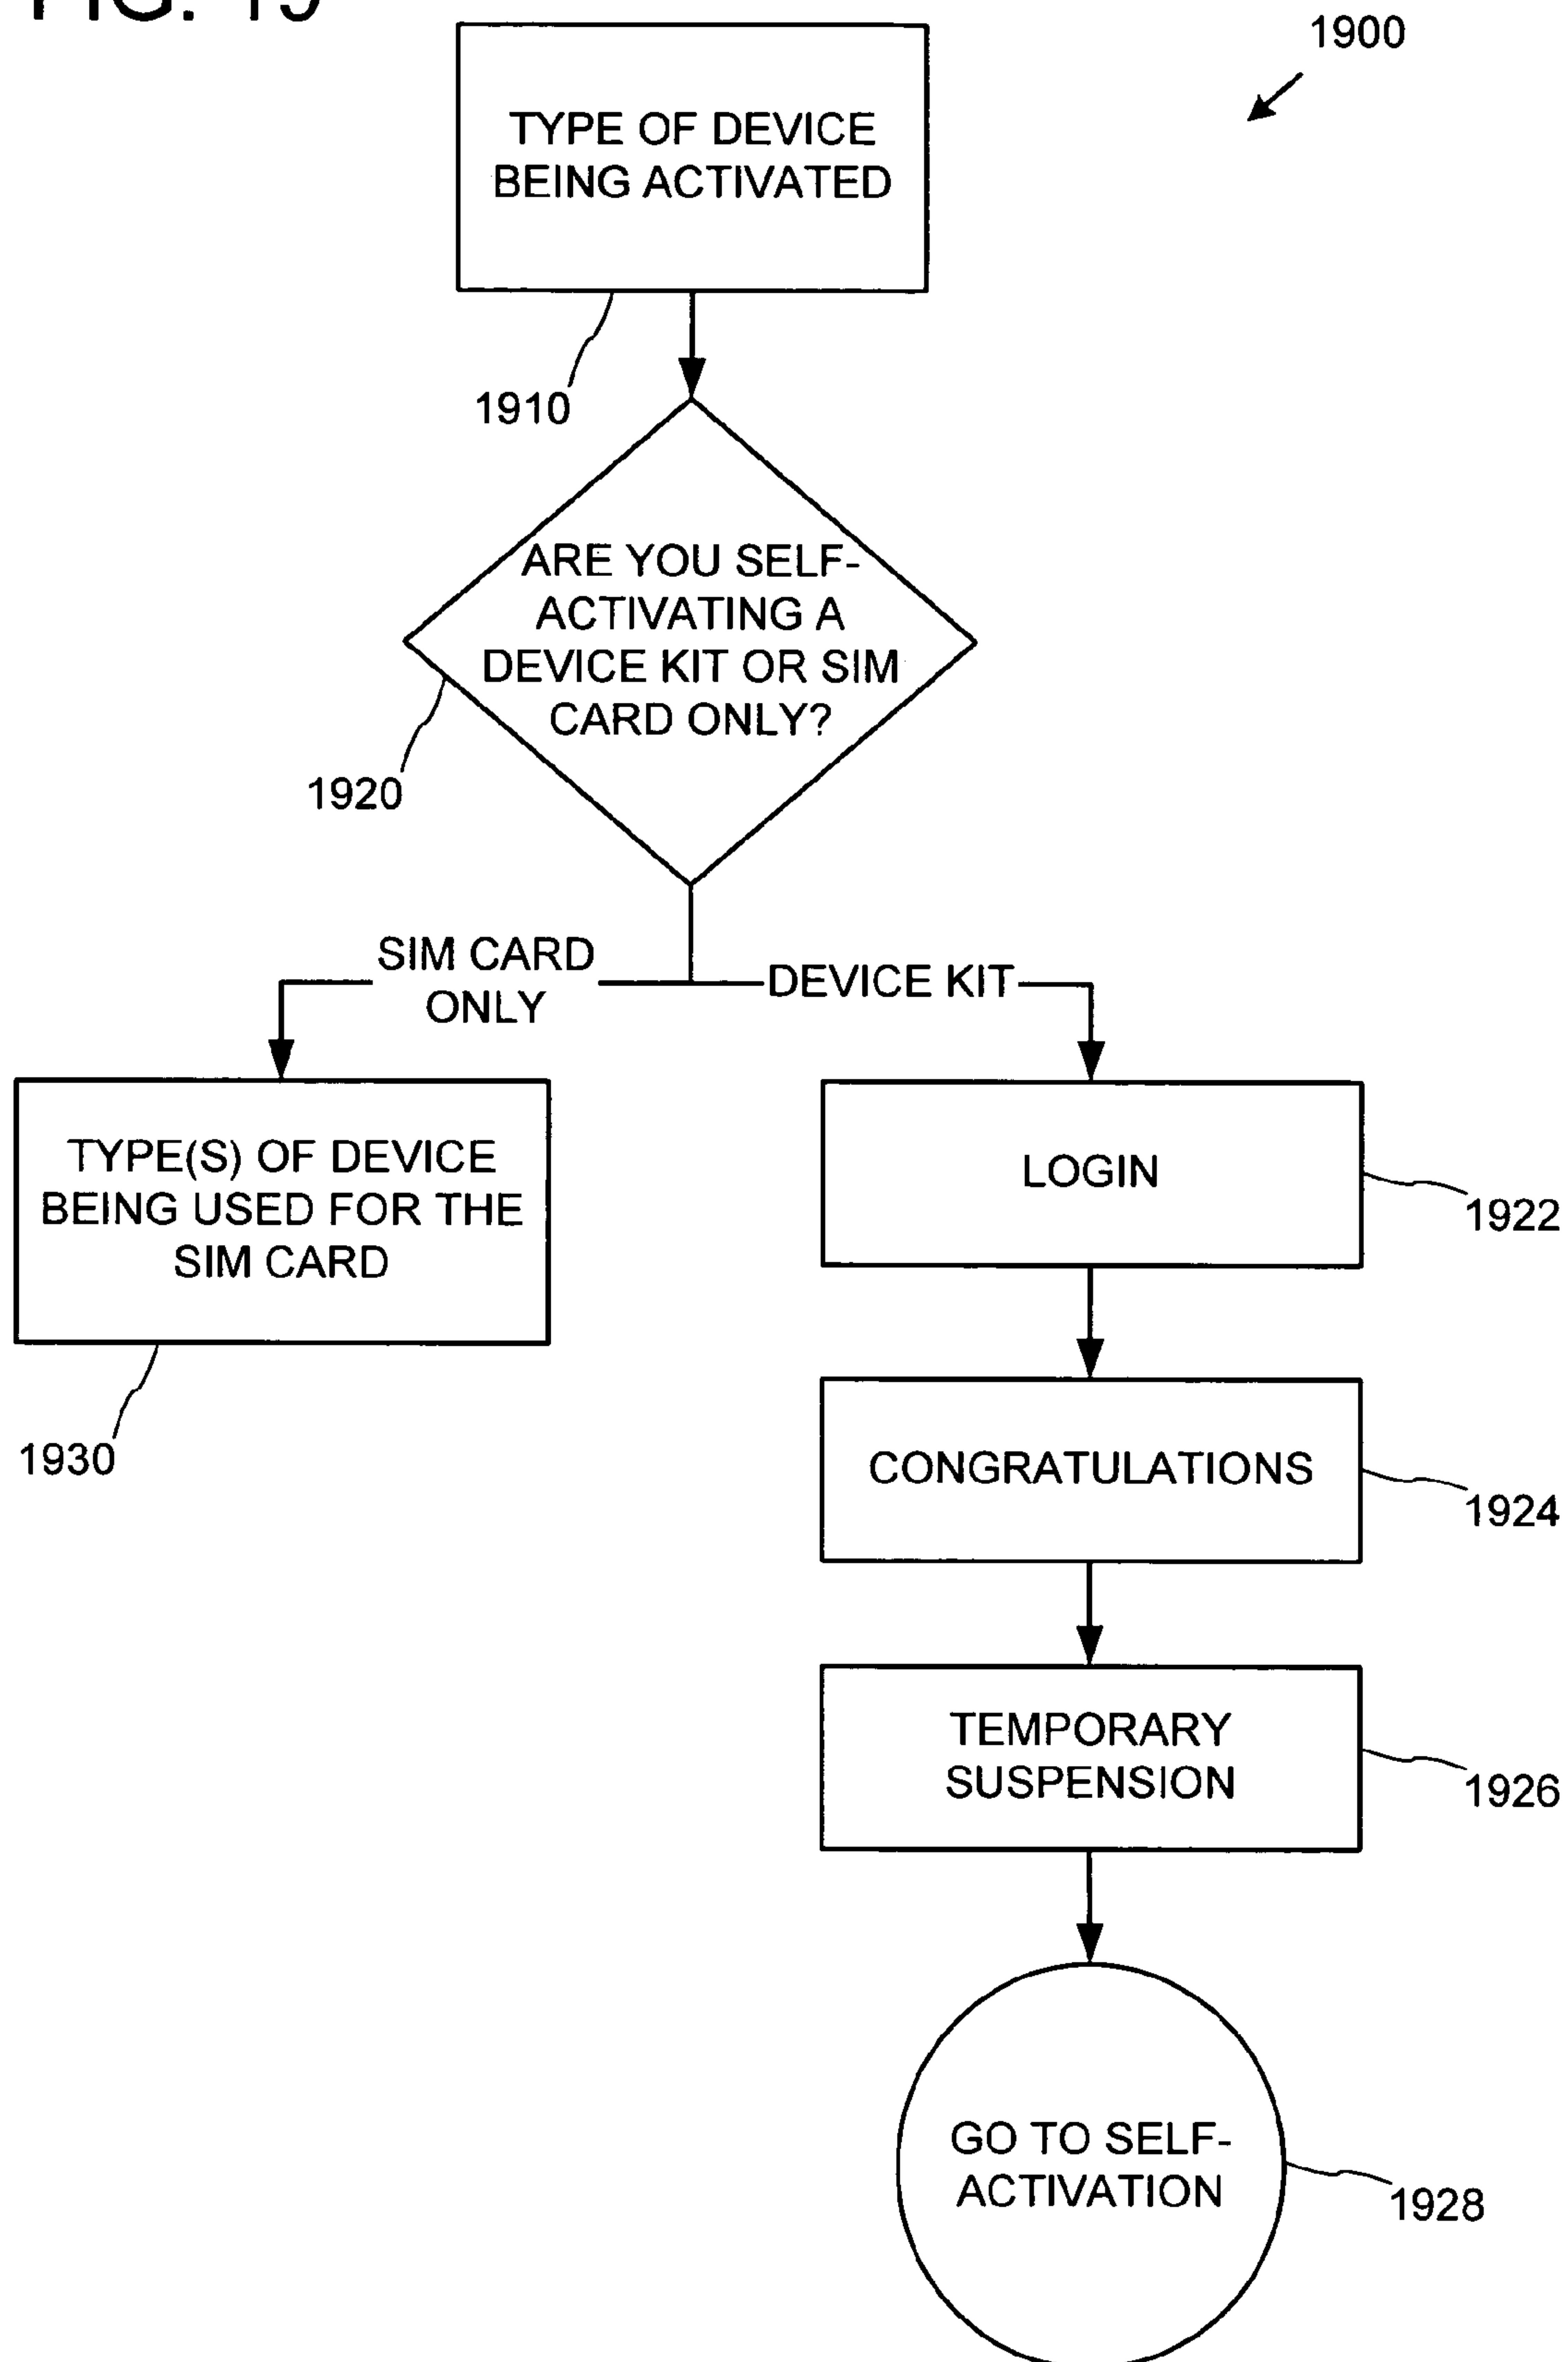 FIG. 19
1900
TYPE OF DEVICE
BEING ACTIVATED
1910
ARE YOU SELF-
ACTIVATING A
DEVICE KIT OR SIM
CARD ONLY?
1920
SIM CARD
ONLY
DEVICE KIT
TYPE(S) OF DEVICE
BEING USED FOR THE
SIM CARD
1930
LOGIN
1922
CONGRATULATIONS
1924
TEMPORARY
SUSPENSION
1926
GO TO SELF-
ACTIVATION
1928